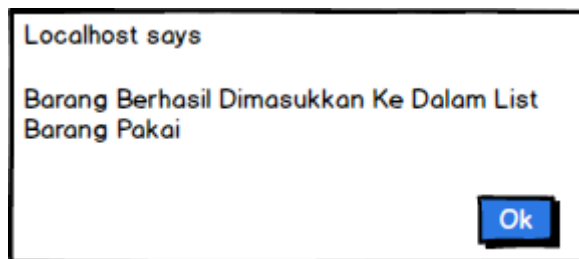 Localhost says
Barang Berhasil Dimasukkan Ke Dalam List
Barang Pakai
Ok